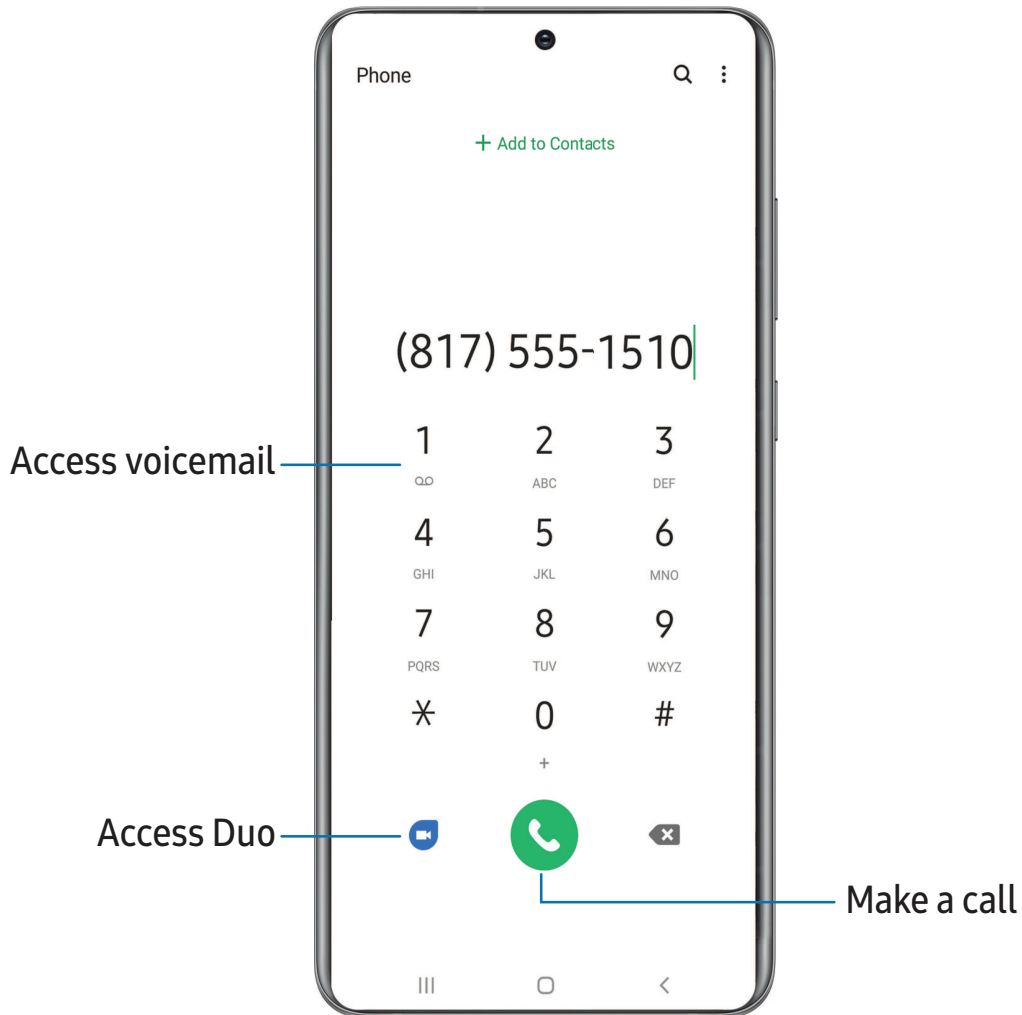 Phone
+ Add to Contacts
(817) 555-1510
1 2 3
ABC DEF
Access voicemail
4 5 6
GHI JKL MNO
7 8 9
PQRS TUV WXYZ
* 0 #
+
Access Duo
Make a call